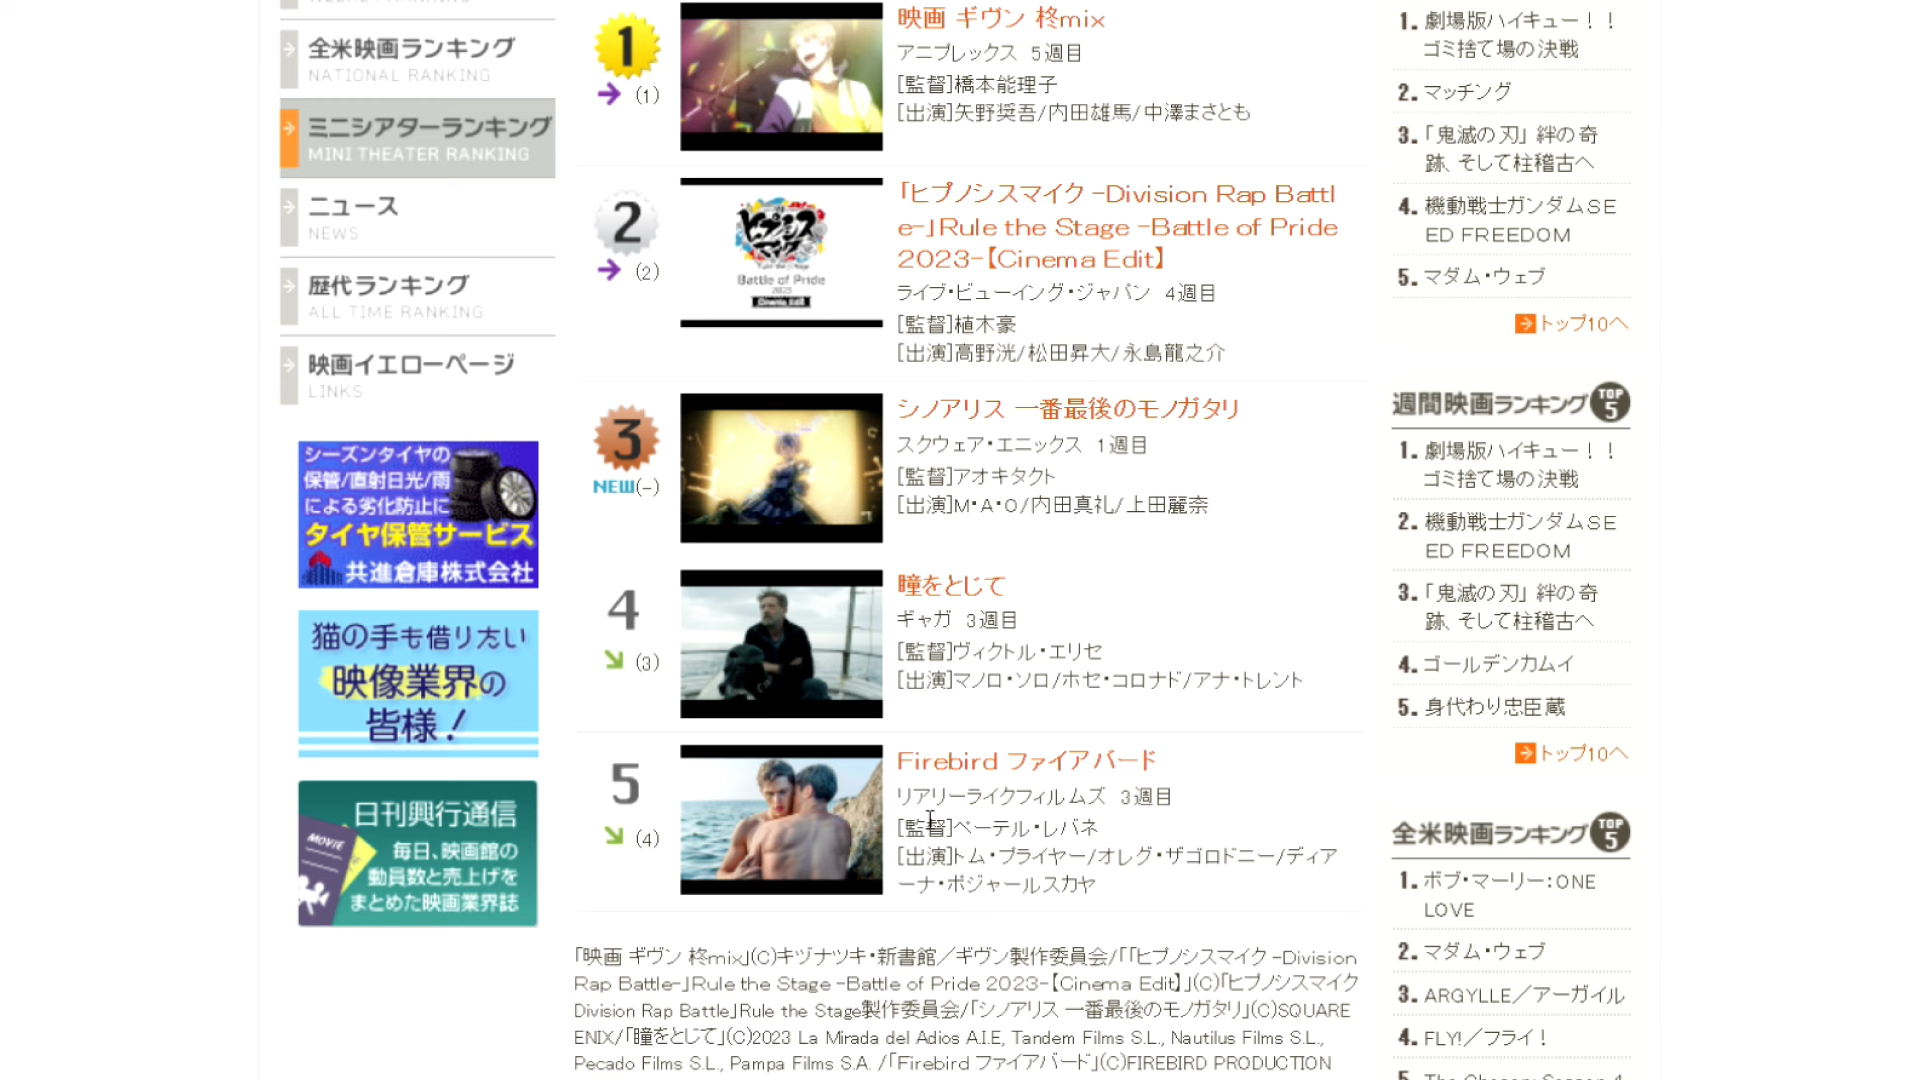 全米映画ランキング
NATIONAL RANKING
ミニシアターランキング
MINI THEATER RANKING
ニュース
NEWS
歴代ランキング
ALL TIME RANKING
映画イエローページ
LINKS
シーズンタイヤの
保管/直射日光/雨
による劣化防止に
タイヤ保管サービス
共進倉庫株式会社
猫の手も借りたい
映像業界の
皆様!
日刊興行通信
MOVIE
毎日、映画館の
動員数と売上げを
まとめた映画業界誌
1
(1)
映画 ギヴン 柊mix
アニプレックス 5週目
[監督]橋本能理子
[出演]矢野奨吾/内田雄馬/中澤まさとも
2
(2)
ヒプノシス
マイク
Rule the Stage
Battle of Pride
2023
Cinema Edit
「ヒプノシスマイク -Division Rap Battl
e-」Rule the Stage -Battle of Pride
2023-【Cinema Edit】
ライブ・ビューイング・ジャパン 4週目
[監督]植木豪
[出演]高野洸/松田昇大/永島龍之介
3
NEW(-)
シノアリス 一番最後のモノガタリ
スクウェア・エニックス 1週目
[監督]アオキタクト
[出演]M・A・O/内田真礼/上田麗奈
4
(3)
瞳をとじて
ギャガ 3週目
[監督]ヴィクトル・エリセ
[出演]マノロ・ソロ/ホセ・コロナド/アナ・トレント
5
(4)
Firebird ファイアバード
リアリーライクフィルムズ 3週目
[監督]ペーテル・レバネ
[出演]トム・プライヤー/オレグ・ザゴロドニー/ディア
ーナ・ポジャールスカヤ
「映画 ギヴン 柊mix」(C)キヅナツキ・新書館／ギヴン製作委員会/「「ヒプノシスマイク -Division
Rap Battle-」Rule the Stage -Battle of Pride 2023-【Cinema Edit】」(C)『ヒプノシスマイク
Division Rap Battle』Rule the Stage製作委員会/「シノアリス 一番最後のモノガタリ」(C)SQUARE
ENIX/「瞳をとじて」(C)2023 La Mirada del Adios A.I.E, Tandem Films S.L., Nautilus Films S.L.,
Pecado Films S.L., Pampa Films S.A. /「Firebird ファイアバード」(C)FIREBIRD PRODUCTION
1. 劇場版ハイキュー！！
ゴミ捨て場の決戦
2. マッチング
3. 「鬼滅の刃」 絆の奇
跡、そして柱稽古へ
4. 機動戦士ガンダムSE
ED FREEDOM
5. マダム・ウェブ
トップ10へ
週間映画ランキング TOP 5
1. 劇場版ハイキュー！！
ゴミ捨て場の決戦
2. 機動戦士ガンダムSE
ED FREEDOM
3. 「鬼滅の刃」 絆の奇
跡、そして柱稽古へ
4. ゴールデンカムイ
5. 身代わり忠臣蔵
トップ10へ
全米映画ランキング TOP 5
1. ボブ・マーリー：ONE
LOVE
2. マダム・ウェブ
3. ARGYLLE／アーガイル
4. FLY!／フライ！